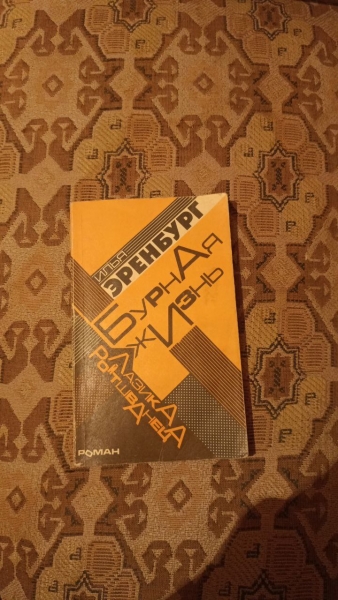 ИЛЬЯ
ЭРЕНБУРГ
БУРНАЯ
ЖИЗНЬ
ЛАЗИКА
РОЙТШВАНЕЦА
РОМАН